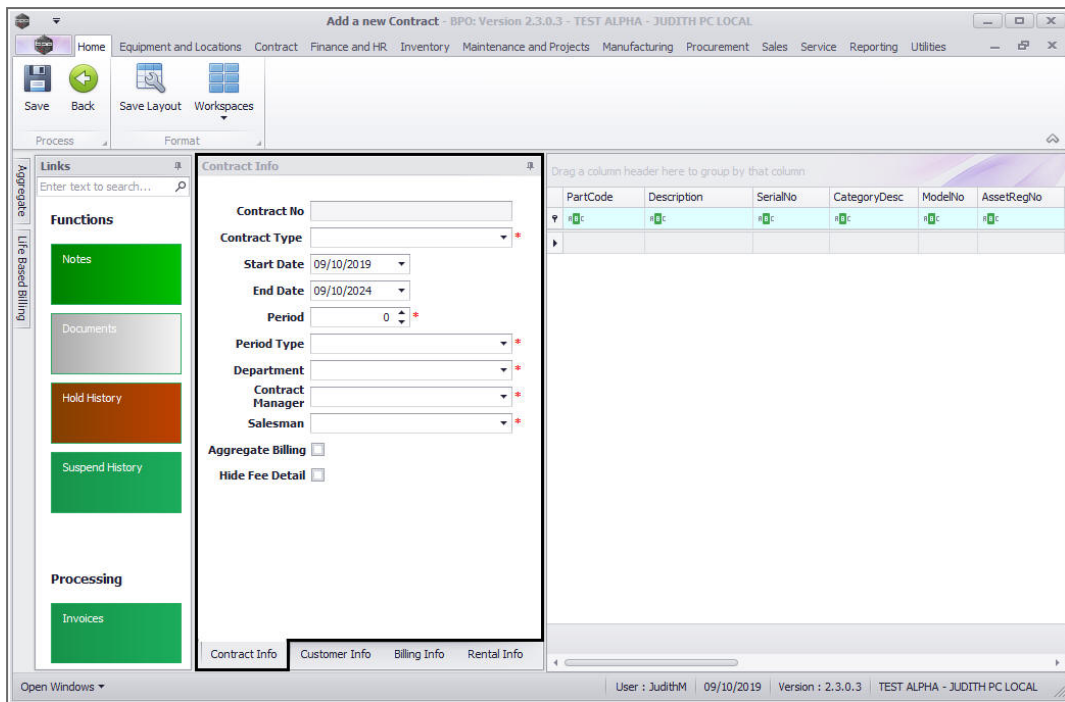 Add a new Contract - BPO: Version 2.3.0.3 - TEST ALPHA - JUDITH PC LOCAL
Home Equipment and Locations Contract Finance and HR Inventory Maintenance and Projects Manufacturing Procurement Sales Service Reporting Utilities
Save Back Save Layout Workspaces
Process Format
Aggregate
Life Based Billing
Links
Enter text to search...
Functions
Notes
Documents
Hold History
Suspend History
Processing
Invoices
Contract Info
Contract No
Contract Type *
Start Date 09/10/2019
End Date 09/10/2024
Period 0 *
Period Type *
Department *
Contract
Manager *
Salesman *
Aggregate Billing
Hide Fee Detail
Contract Info Customer Info Billing Info Rental Info
Drag a column header here to group by that column
PartCode Description SerialNo CategoryDesc ModelNo AssetRegNo
Open Windows User : JudithM 09/10/2019 Version : 2.3.0.3 TEST ALPHA - JUDITH PC LOCAL